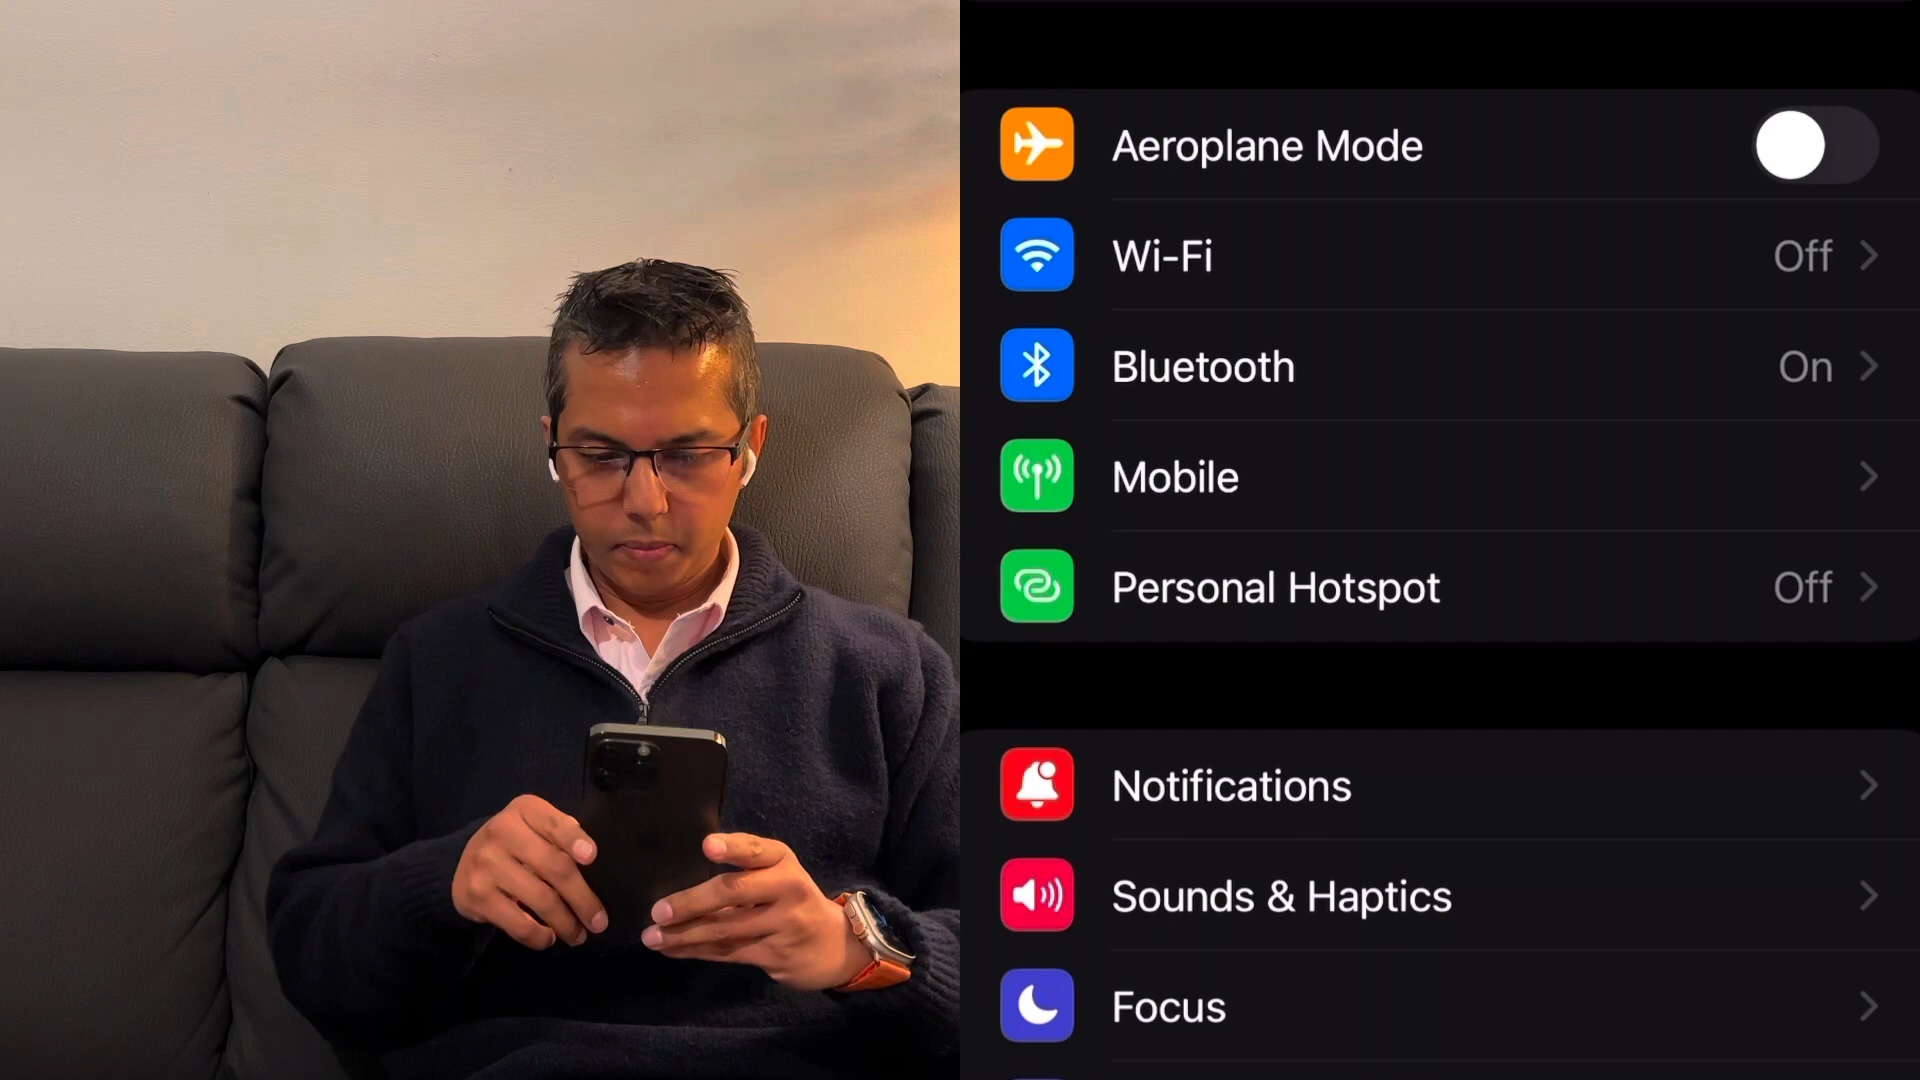 Aeroplane Mode
Wi-Fi
Off
Bluetooth
On
Mobile
Personal Hotspot
Off
Notifications
Sounds & Haptics
Focus